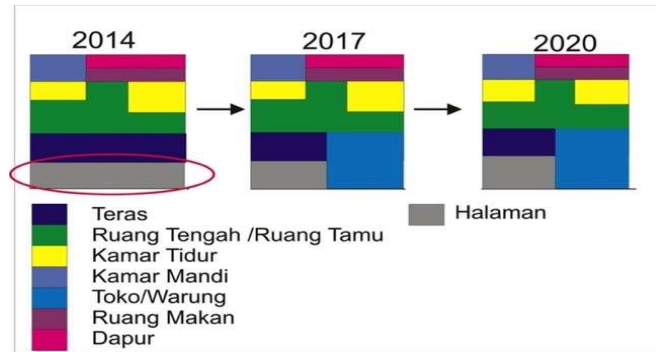 2014
2017
2020
Teras
Halaman
Ruang Tengah /Ruang Tamu
Kamar Tidur
Kamar Mandi
Toko/Warung
Ruang Makan
Dapur